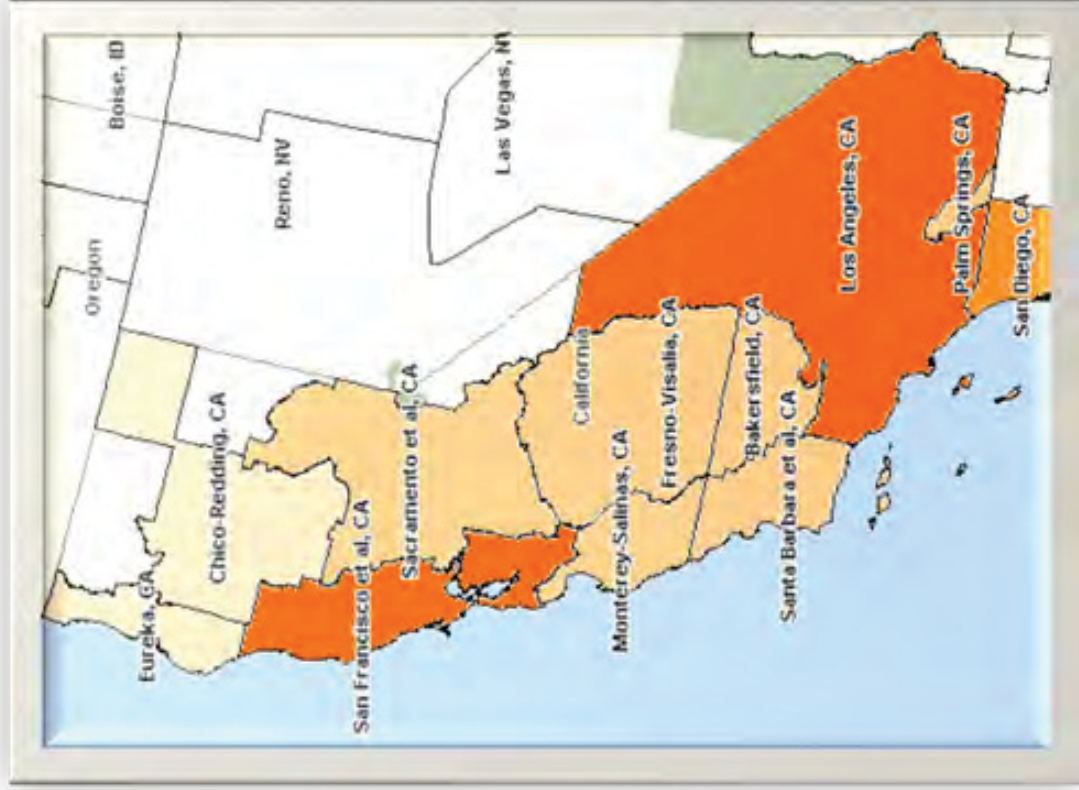 Boise, ID
Oregon
Reno, NV
Las Vegas, NV
Eureka, CA
Chico-Redding, CA
San Francisco et al, CA
Sacramento et al, CA
California
Monterey-Salinas, CA
Fresno-Visalia, CA
Bakersfield, CA
Santa Barbara et al, CA
Los Angeles, CA
Palm Springs, CA
San Diego, CA